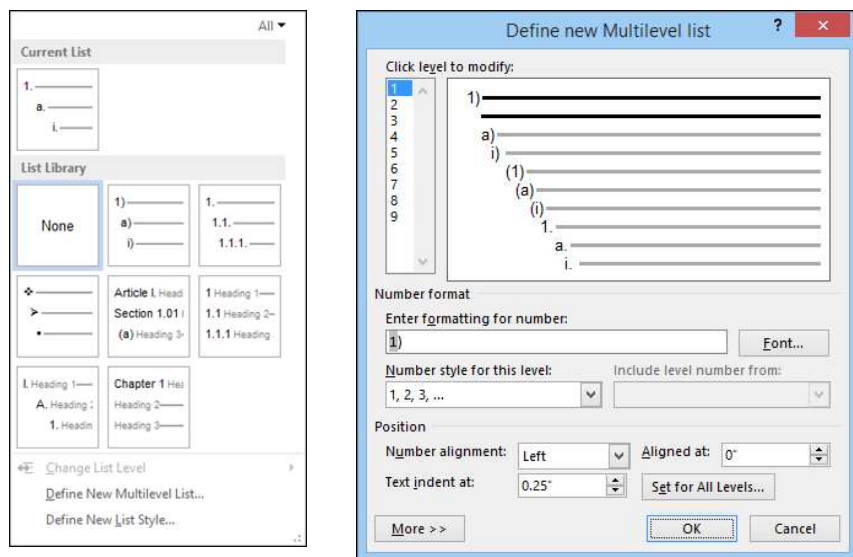 All
Current List
1.
a.
i.
List Library
None
1)
a)
i)
1.
1.1.
1.1.1.
Article I. Head
Section 1.01
(a) Heading 3-
1 Heading 1
1.1 Heading 2
1.1.1 Heading
I. Heading 1
A. Heading
1. Headin
Chapter 1 Hea
Heading 2
Heading 3
Change List Level
Define New Multilevel List...
Define New List Style...
Define new Multilevel list ? ×
Click level to modify:
1
2
3
4
5
6
7
8
9
1)
a)
i)
(1)
(a)
(i)
1.
a.
i.
Number format
Enter formatting for number:
1)
Font...
Number style for this level: Include level number from:
1, 2, 3, ...
Position
Number alignment: Left Aligned at: 0"
Text indent at: 0.25" Set for All Levels...
More >> OK Cancel